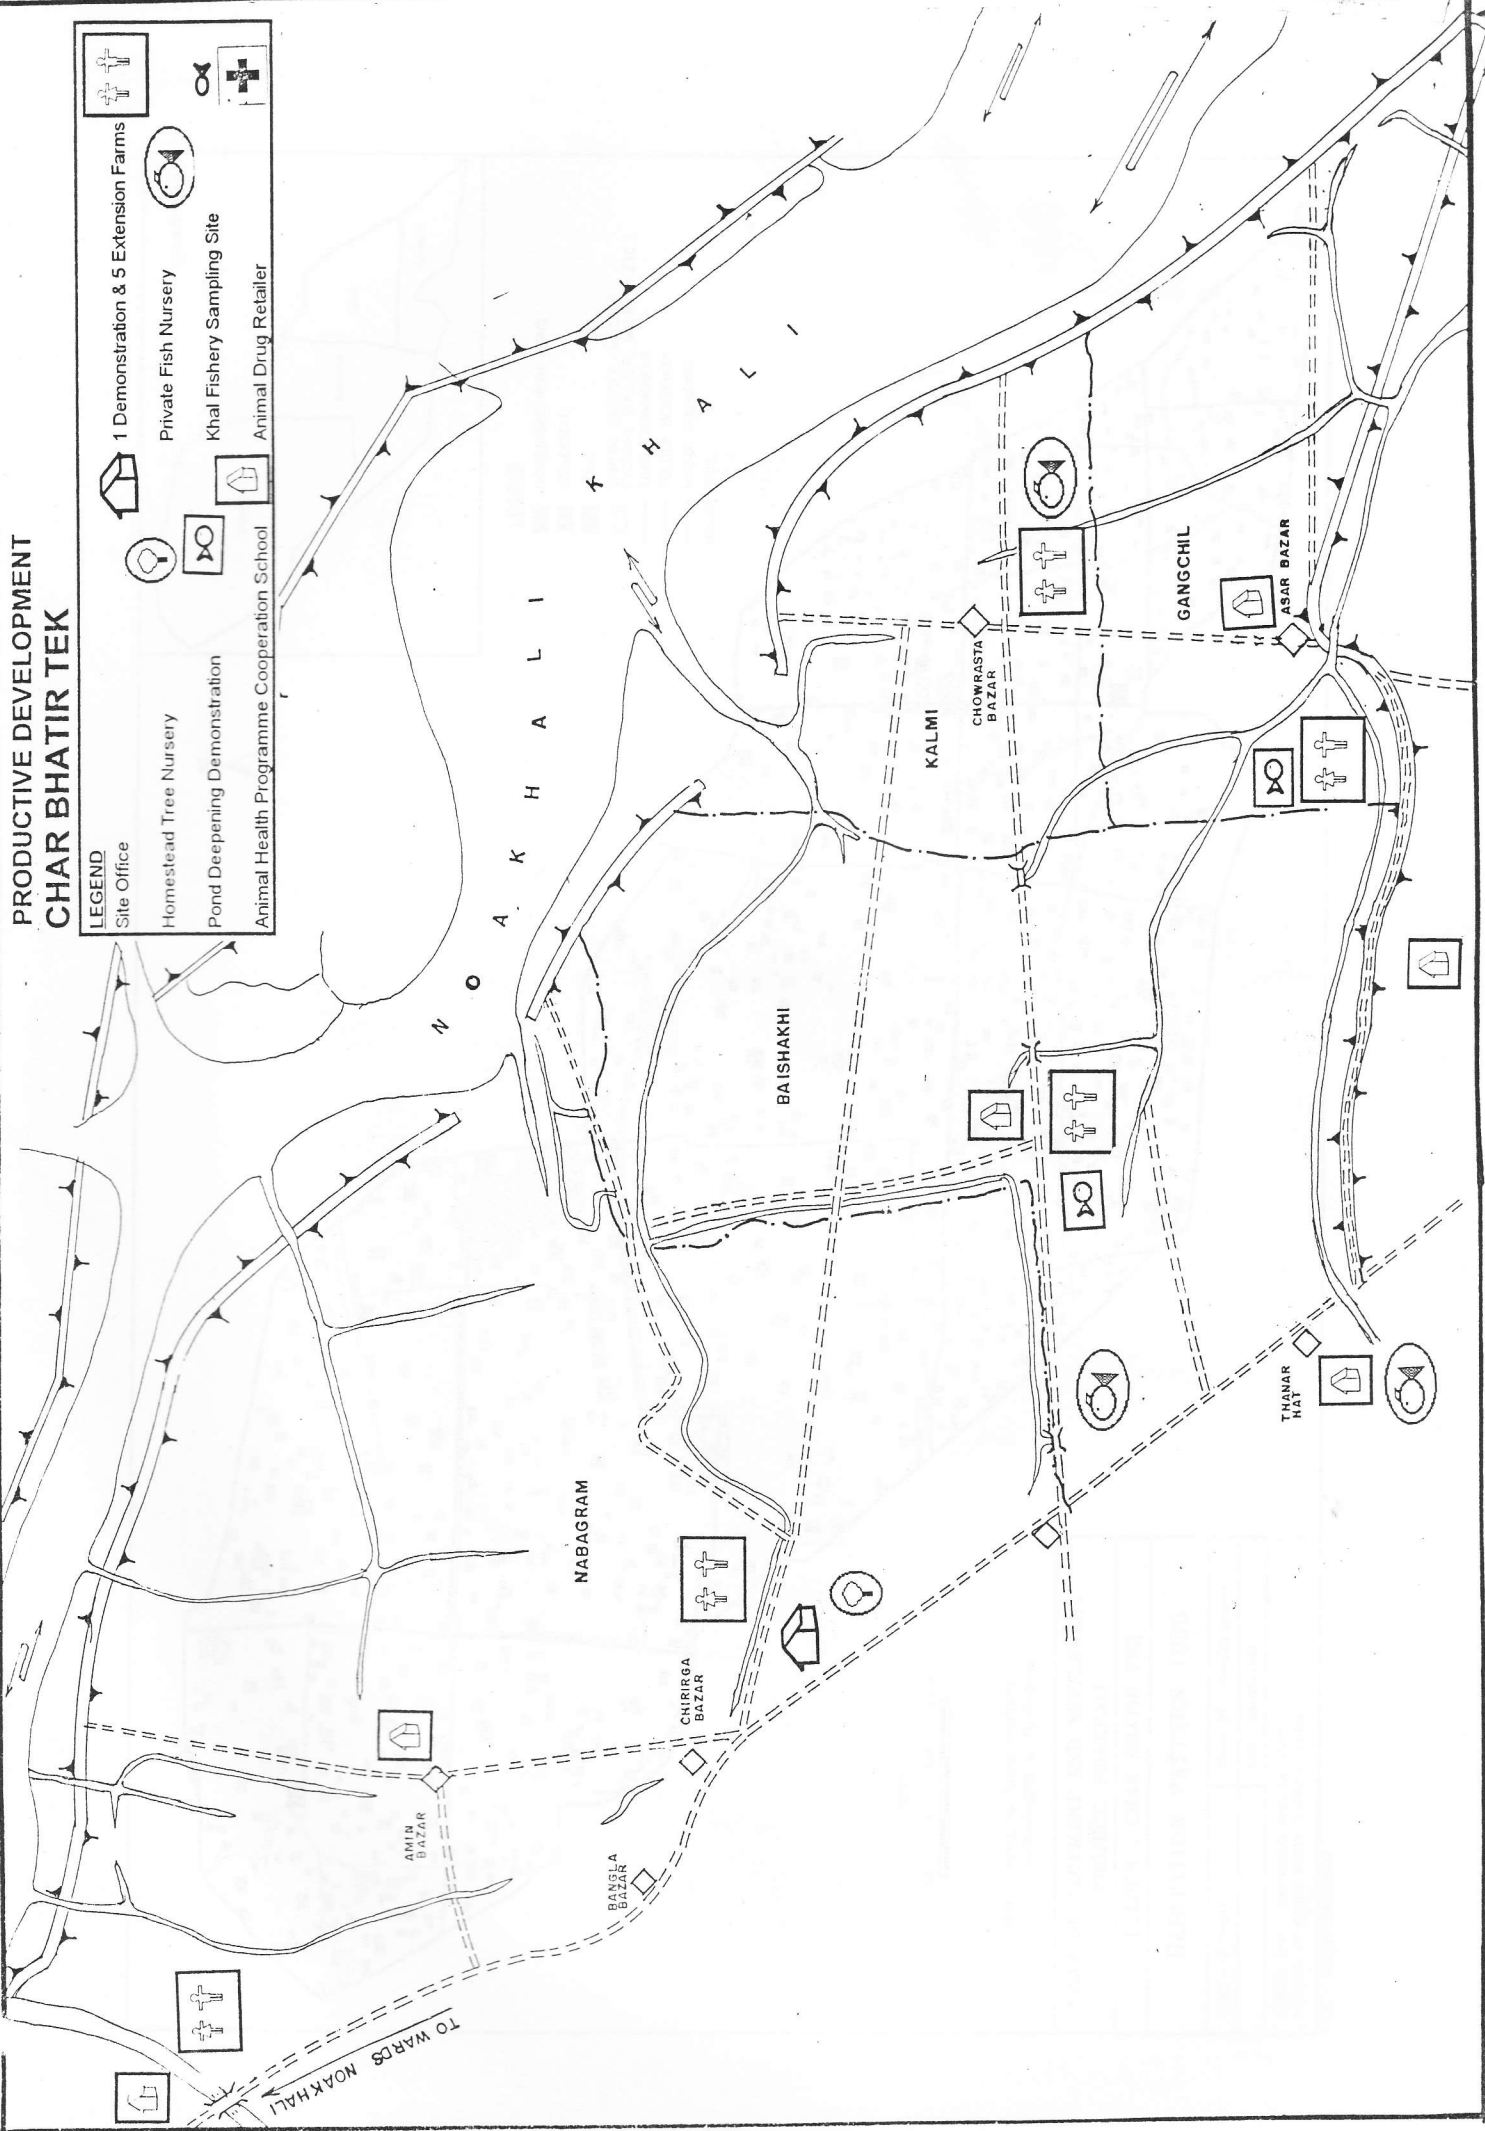 PRODUCTIVE DEVELOPMENT
CHAR BHATIR TEK
LEGEND
Site Office
1 Demonstration & 5 Extension Farms
Homestead Tree Nursery
Private Fish Nursery
Pond Deepening Demonstration
Khal Fishery Sampling Site
Animal Health Programme Cooperation School
Animal Drug Retailer
NOAKHALI KHAL
N O A K H A L I
K H A L I
NABAGRAM
BAISHAKHI
KALMI
GANGCHIL
CHOWRASTA
BAZAR
ASAR BAZAR
THANAR
HAT
CHIRIRGA
BAZAR
AMIN
BAZAR
BANGLA
BAZAR
TO WARDS NOAKHALI